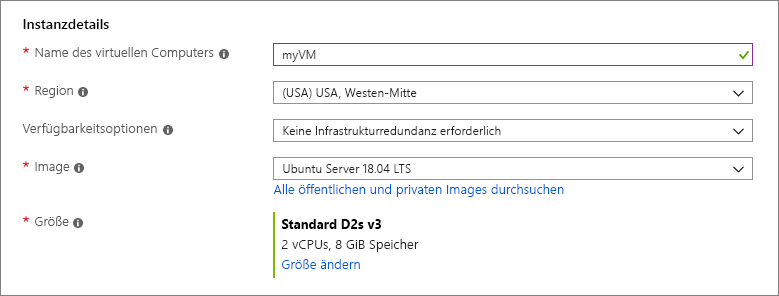 Instanzdetails
* Name des virtuellen Computers
myVM
* Region
(USA) USA, Westen-Mitte
Verfügbarkeitsoptionen
Keine Infrastrukturredundanz erforderlich
* Image
Ubuntu Server 18.04 LTS
Alle öffentlichen und privaten Images durchsuchen
* Größe
Standard D2s v3
2 vCPUs, 8 GiB Speicher
Größe ändern